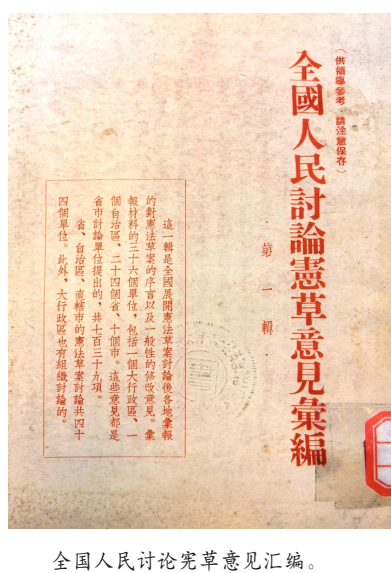 （供領導參考·請注意保存）
全國人民討論憲草意見彙編
·第一輯·
這一輯是全國展開憲法草案討論後各地彙報
的對憲法草案的序言以及一般性的修改意見。彙
報材料的三十六個單位，包括一個大行政區、一
個自治區、二十四個省、十個市。這些意見都是
省市討論單位提出的，共七百三十九項。
省、自治區、直轄市的憲法草案討論共四十
四個單位。此外，大行政區也有組織討論的。
全国人民讨论宪草意见汇编。